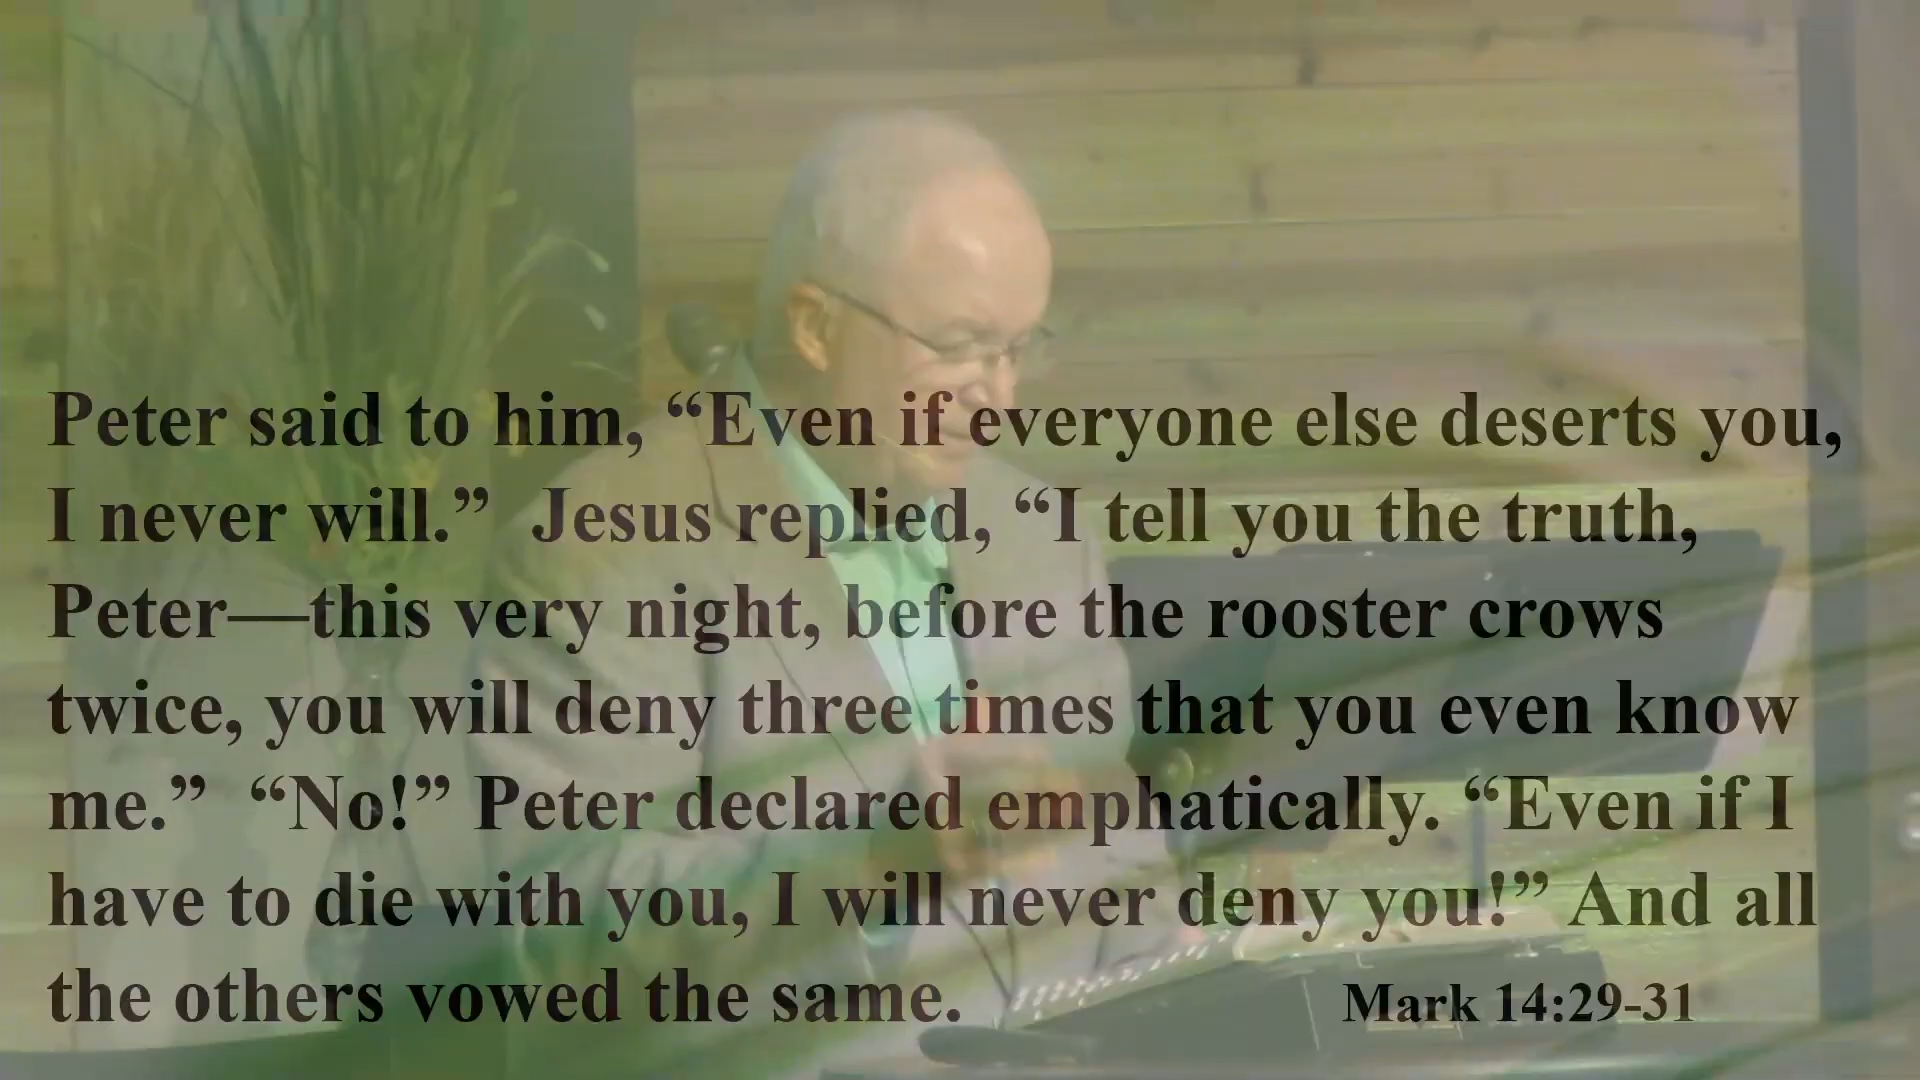 Peter said to him, “Even if everyone else deserts you,
I never will.”  Jesus replied, “I tell you the truth,
Peter—this very night, before the rooster crows
twice, you will deny three times that you even know
me.”  “No!” Peter declared emphatically. “Even if I
have to die with you, I will never deny you!” And all
the others vowed the same.
Mark 14:29-31